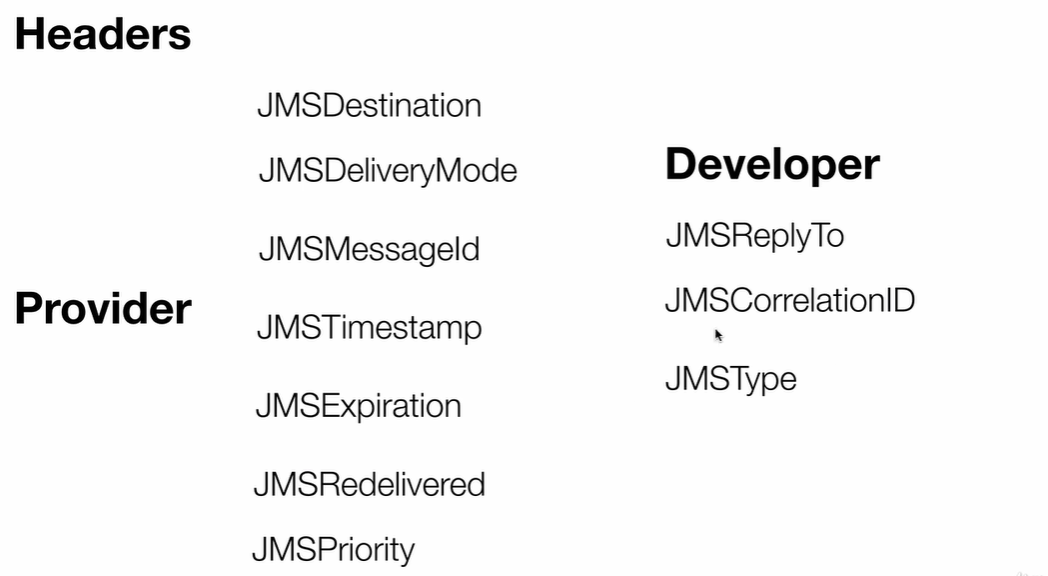 Headers
JMSDestination
JMSDeliveryMode
JMSMessageId
Provider
JMSTimestamp
JMSExpiration
JMSRedelivered
JMSPriority
Developer
JMSReplyTo
JMSCorrelationID
JMSType